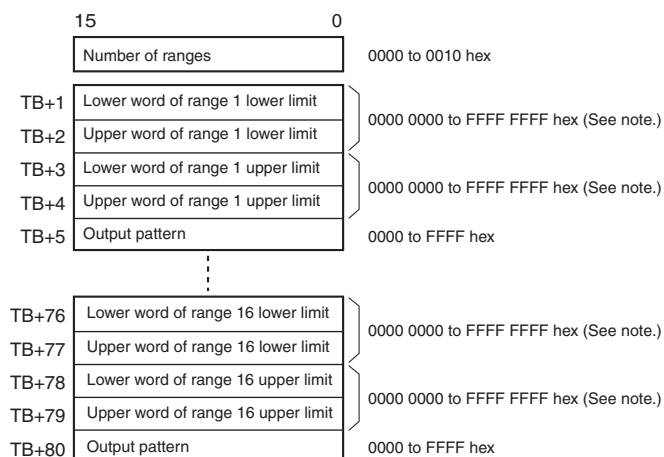 15 0
Number of ranges 0000 to 0010 hex
TB+1 Lower word of range 1 lower limit
0000 0000 to FFFF FFFF hex (See note.)
TB+2 Upper word of range 1 lower limit
TB+3 Lower word of range 1 upper limit
0000 0000 to FFFF FFFF hex (See note.)
TB+4 Upper word of range 1 upper limit
TB+5 Output pattern 0000 to FFFF hex
TB+76 Lower word of range 16 lower limit
0000 0000 to FFFF FFFF hex (See note.)
TB+77 Upper word of range 16 lower limit
TB+78 Lower word of range 16 upper limit
0000 0000 to FFFF FFFF hex (See note.)
TB+79 Upper word of range 16 upper limit
TB+80 Output pattern 0000 to FFFF hex